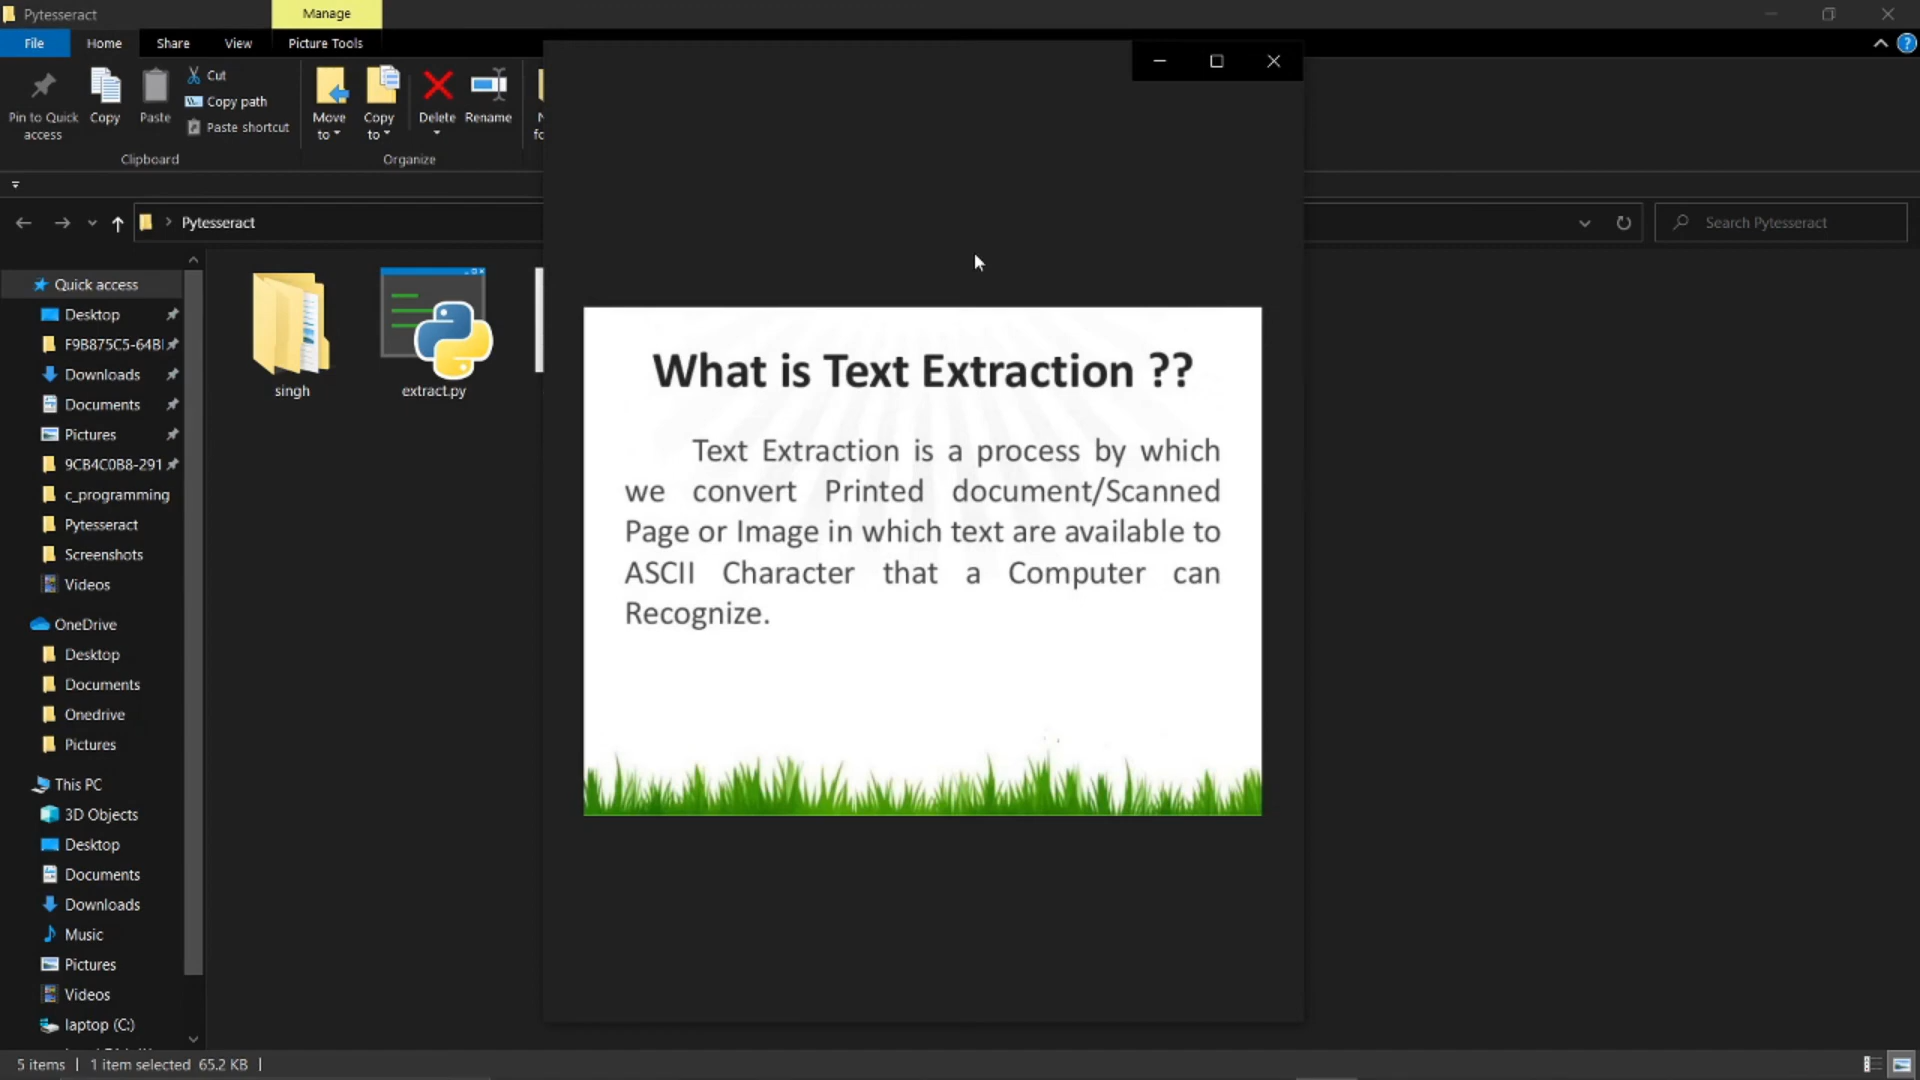 Pytesseract
Manage
File
Home
Share
View
Picture Tools
Pin to Quick
access
Copy
Paste
Cut
Copy path
Paste shortcut
Move
to
Copy
to
Delete
Rename
Clipboard
Organize
Pytesseract
Search Pytesseract
Quick access
Desktop
F9B875C5-64B
Downloads
Documents
Pictures
9CB4C0B8-291
c_programming
Pytesseract
Screenshots
Videos
OneDrive
Desktop
Documents
Onedrive
Pictures
This PC
3D Objects
Desktop
Documents
Downloads
Music
Pictures
Videos
laptop (C:)
singh
extract.py
What is Text Extraction ??
Text Extraction is a process by which
we convert Printed document/Scanned
Page or Image in which text are available to
ASCII Character that a Computer can
Recognize.
5 items
1 item selected 65.2 KB